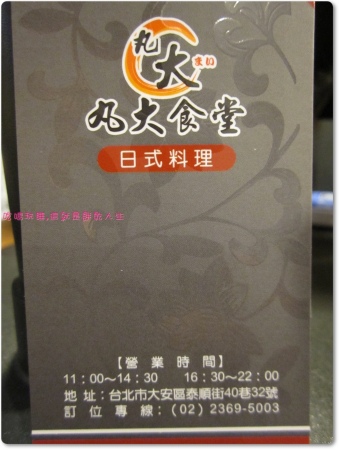 丸大
まい
丸大食堂
日式料理
【營業時間】
11：00～14：30 16：30～22：00
地 址：台北市大安區泰順街40巷32號
訂 位 專 線：(02) 2369-5003